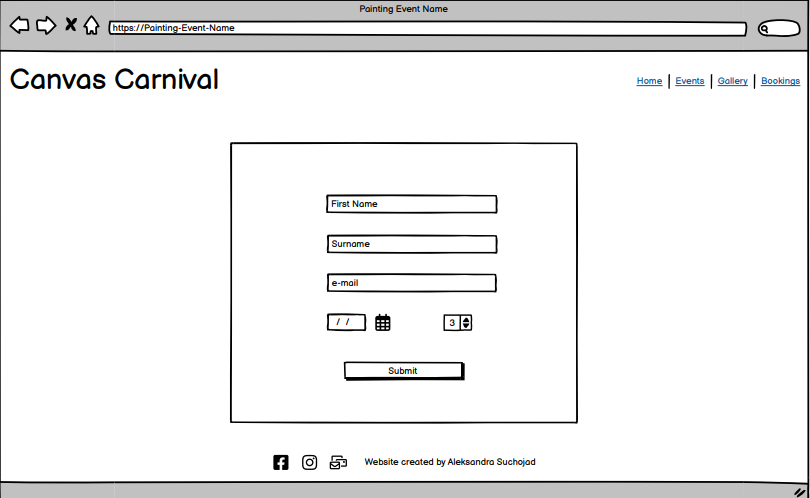 Painting Event Name
https://Painting-Event-Name
Canvas Carnival
Home | Events | Gallery | Bookings
First Name
Surname
e-mail
/ /
3
Submit
Website created by Aleksandra Suchojad